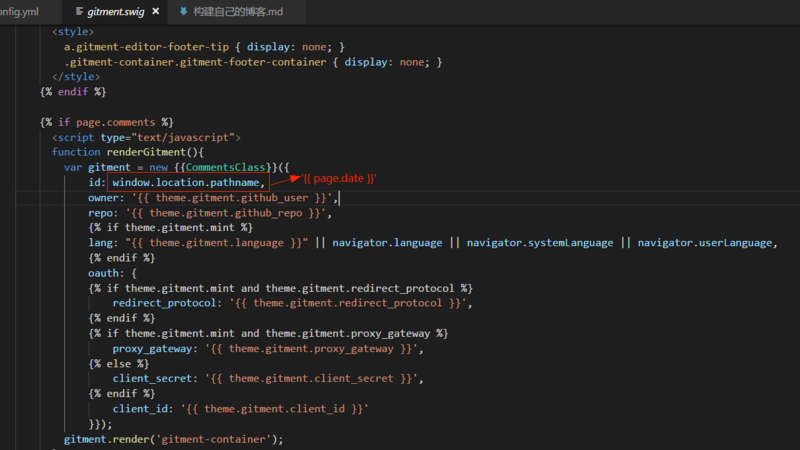 onfig.yml gitment.swig × 构建自己的博客.md
<style>
a.gitment-editor-footer-tip { display: none; }
.gitment-container.gitment-footer-container { display: none; }
</style>
{% endif %}
{% if page.comments %}
<script type="text/javascript">
function renderGitment(){
var gitment = new {{CommentsClass}}({
id: window.location.pathname, '{{ page.date }}'
owner: '{{ theme.gitment.github_user }}',
repo: '{{ theme.gitment.github_repo }}',
{% if theme.gitment.mint %}
lang: "{{ theme.gitment.language }}" || navigator.language || navigator.systemLanguage || navigator.userLanguage,
{% endif %}
oauth: {
{% if theme.gitment.mint and theme.gitment.redirect_protocol %}
redirect_protocol: '{{ theme.gitment.redirect_protocol }}',
{% endif %}
{% if theme.gitment.mint and theme.gitment.proxy_gateway %}
proxy_gateway: '{{ theme.gitment.proxy_gateway }}',
{% else %}
client_secret: '{{ theme.gitment.client_secret }}',
{% endif %}
client_id: '{{ theme.gitment.client_id }}'
}});
gitment.render('gitment-container');